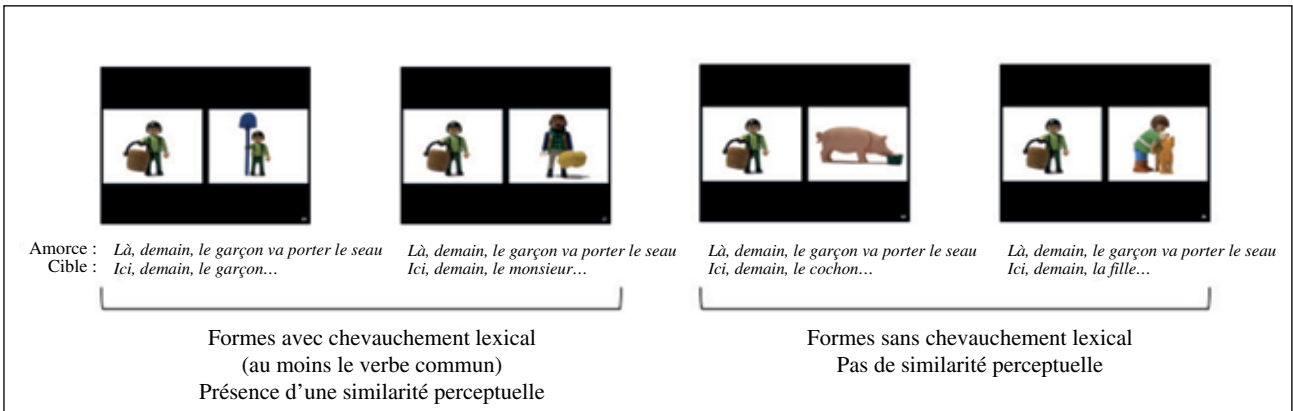 Amorce : Là, demain, le garçon va porter le seau
Cible : Ici, demain, le garçon…
Là, demain, le garçon va porter le seau
Ici, demain, le monsieur…
Là, demain, le garçon va porter le seau
Ici, demain, le cochon…
Là, demain, le garçon va porter le seau
Ici, demain, la fille…
Formes avec chevauchement lexical
(au moins le verbe commun)
Présence d’une similarité perceptuelle
Formes sans chevauchement lexical
Pas de similarité perceptuelle